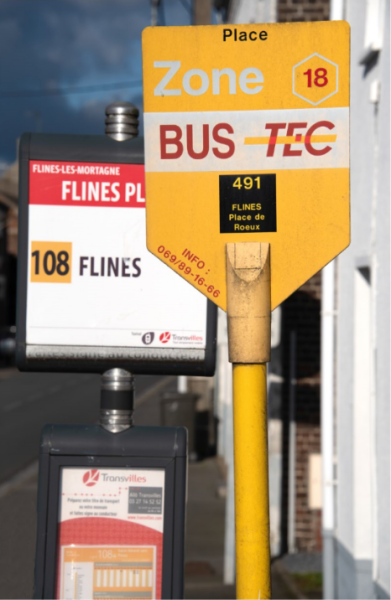 Place
Zone 18
BUS TEC
491
FLINES
Place de
Roeux
INFO :
069/89-16-66
FLINES-LES-MORTAGNE
FLINES PL
108 FLINES
Transvilles
Transvilles
108